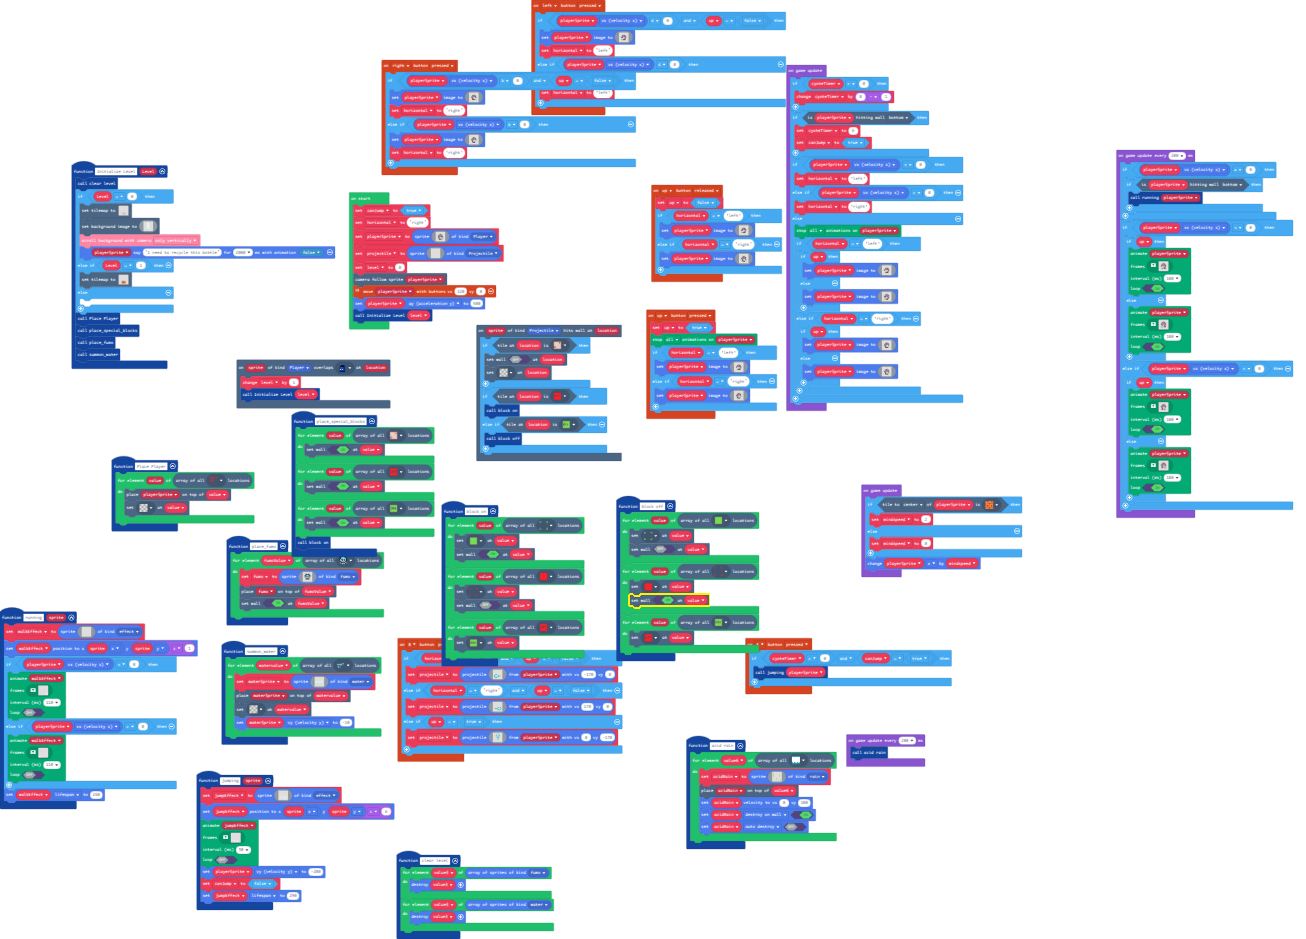 on left button pressed
if playerSprite vx (velocity x) ≤ 0 and up = false then
set playerSprite image to
set horizontal to "left"
else if playerSprite vx (velocity x) then
set horizontal to "left"
on right button pressed
if playerSprite vx (velocity x) 0 and up = false then
set playerSprite image to
set horizontal to "right"
else if playerSprite vx (velocity x) 0 then
set playerSprite image to
set horizontal to "right"
on game update
if coyoteTimer 0 then
change coyoteTimer by
if is playerSprite hitting wall bottom then
set coyoteTimer to
set canJump to true
if playerSprite vx (velocity x) 0 then
set horizontal to "left"
else if playerSprite vx (velocity x) 0 then
set horizontal to "right"
else
stop all animations on playerSprite
if horizontal = "left" then
if up then
set playerSprite image to
else
set playerSprite image to
else if horizontal = "right" then
if up then
set playerSprite image to
else
set playerSprite image to
function Initialize Level Level
call clear level
if Level = 0 then
set tilemap to
set background image to
scroll background with camera only vertically
playerSprite say "I need to recycle this bottle" for 2000 ms with animation false
else if Level = 1 then
set tilemap to
else
call Place Player
call place_special_blocks
call place_fumo
call summon_water
on start
set canJump to true
set horizontal to "right"
set playerSprite to sprite of kind Player
set projectile to sprite of kind Projectile
set level to 0
camera follow sprite playerSprite
move playerSprite with buttons vx vy 0
set playerSprite ay (acceleration y) to 500
call Initialize Level level
on up button released
set up to false
if horizontal = "left" then
set playerSprite image to
else if horizontal = "right" then
set playerSprite image to
on up button pressed
set up to true
stop all animations on playerSprite
if horizontal = "left" then
set playerSprite image to
else if horizontal = "right" then
set playerSprite image to
on game update every 200 ms
if playerSprite vx (velocity x) 0 then
if is playerSprite hitting wall bottom then
call running playerSprite
if playerSprite vx (velocity x) 0 then
if up then
animate playerSprite
frames
interval (ms) 100
loop
else
animate playerSprite
frames
interval (ms) 100
loop
else if playerSprite vx (velocity x) 0 then
if up then
animate playerSprite
frames
interval (ms) 100
loop
else
animate playerSprite
frames
interval (ms) 100
loop
on sprite of kind Projectile hits wall at location
if tile at location is then
set wall at location
set at location
if tile at location is then
call block on
else if tile at location is then
call block off
on sprite of kind Player overlaps at location
change level by 1
call Initialize Level level
function place_special_blocks
for element value of array of all locations
do set wall at value
for element value of array of all locations
do set wall at value
for element value of array of all locations
do set wall at value
call block on
function Place Player
for element value of array of all locations
do place playerSprite on top of value
set at value
function place_fumo
for element fumoValue of array of all locations
do set fumo to sprite of kind fumo
place fumo on top of fumoValue
set wall at fumoValue
function block on
for element value of array of all locations
do set at value
set wall at value
for element value of array of all locations
do set at value
set wall at value
for element value of array of all locations
do set at value
function block off
for element value of array of all locations
do set at value
set wall at value
for element value of array of all locations
do set at value
set wall at value
for element value of array of all locations
do set at value
on game update
if tile to center of playerSprite is then
set windspeed to
else
set windspeed to 0
change playerSprite x by windspeed
function running sprite
set walkEffect to sprite of kind effect
set walkEffect position to x sprite x y sprite y + 1
if playerSprite vx (velocity x) 0 then
animate walkEffect
frames
interval (ms)
loop
else if playerSprite vx (velocity x) 0 then
animate walkEffect
frames
interval (ms)
loop
set walkEffect lifespan to 200
function summon_water
for element watervalue of array of all locations
do set waterSprite to sprite of kind water
place waterSprite on top of watervalue
set at watervalue
set waterSprite vy (velocity y) to
on B button pressed
set projectile to projectile from playerSprite with vx -170 vy 0
else if horizontal = "right" and up = false then
set projectile to projectile from playerSprite with vx 170 vy 0
else if up = true then
set projectile to projectile from playerSprite with vx 0 vy -170
button pressed
if coyoteTimer 0 and canJump = true then
call jumping playerSprite
function acid rain
for element value6 of array of all locations
do set acidRain to sprite of kind rain
place acidRain on top of value6
set acidRain velocity to vx 0 vy 100
set acidRain destroy on wall
set acidRain auto destroy
on game update every 200 ms
call acid rain
function jumping sprite
set jumpEffect to sprite of kind effect
set jumpEffect position to x sprite x y sprite y
animate jumpEffect
frames
interval (ms) 50
loop
set playerSprite vy (velocity y) to
set canJump to false
set jumpEffect lifespan to 200
function clear level
for element value4 of array of sprites of kind fumo
do destroy value4
for element value5 of array of sprites of kind water
do destroy value5